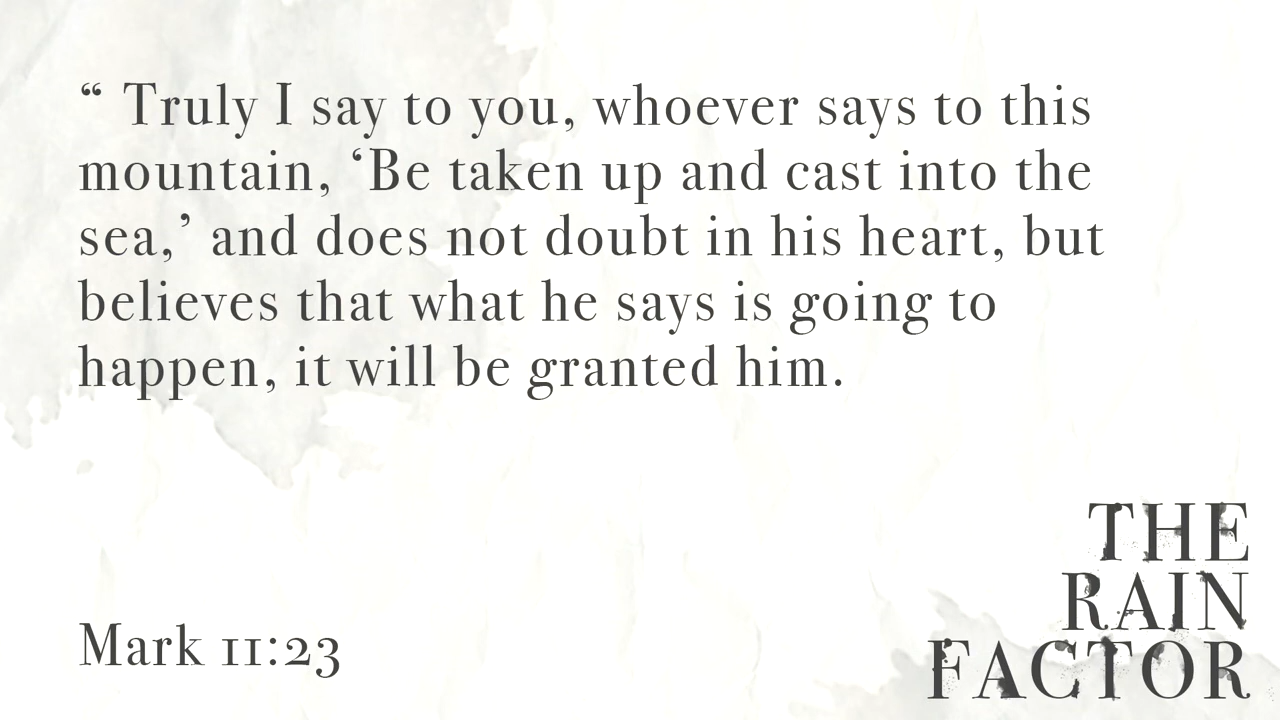 “ Truly I say to you, whoever says to this
mountain, ‘Be taken up and cast into the
sea,’ and does not doubt in his heart, but
believes that what he says is going to
happen, it will be granted him.
Mark 11:23
THE
RAIN
FACTOR